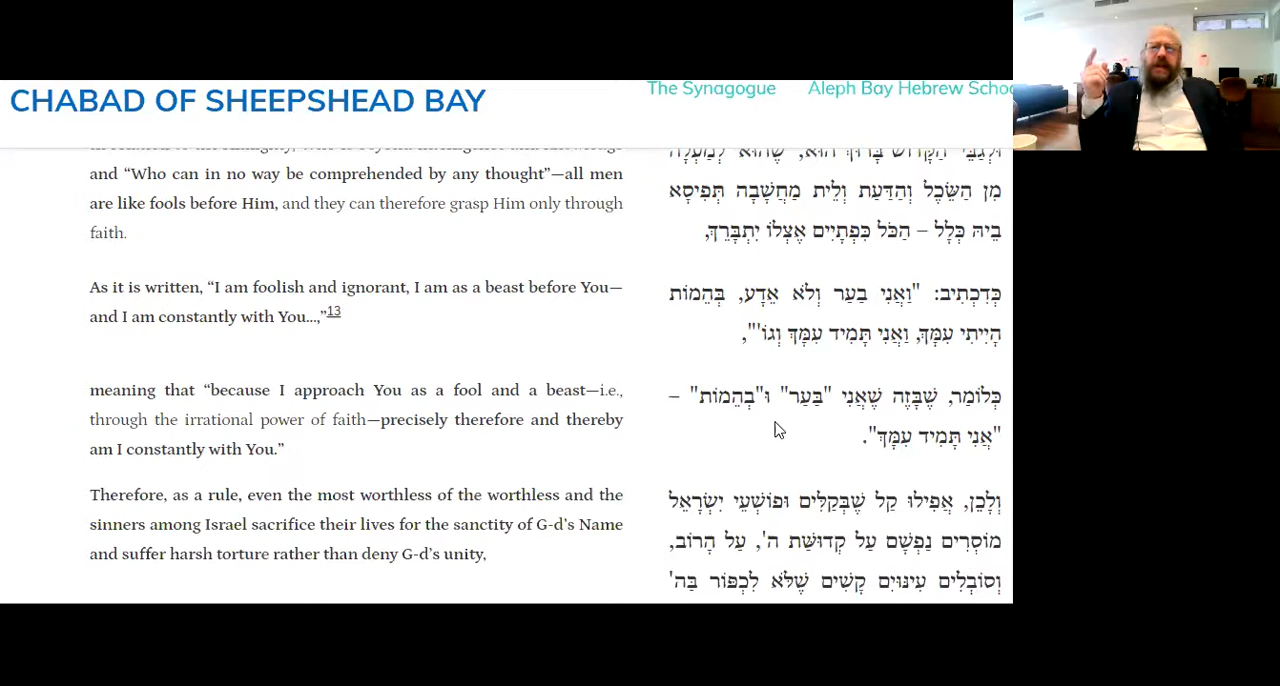 CHABAD OF SHEEPSHEAD BAY
The Synagogue
Aleph Bay Hebrew Schoo
and “Who can in no way be comprehended by any thought”—all men
are like fools before Him, and they can therefore grasp Him only through
faith.
As it is written, “I am foolish and ignorant, I am as a beast before You—
and I am constantly with You...,”13
meaning that “because I approach You as a fool and a beast—i.e.,
through the irrational power of faith—precisely therefore and thereby
am I constantly with You.”
Therefore, as a rule, even the most worthless of the worthless and the
sinners among Israel sacrifice their lives for the sanctity of G-d’s Name
and suffer harsh torture rather than deny G-d’s unity,
וּלְגַבֵּי הַקָּדוֹשׁ בָּרוּךְ הוּא, שֶׁהוּא לְמַעְלָה
מִן הַשֵּׂכֶל וְהַדַּעַת וְלֵית מַחֲשָׁבָה תְּפִיסָא
בֵּיהּ כְּלָל – הַכֹּל כִּפְתָיִים אֶצְלוֹ יִתְבָּרֵךְ,
כְּדִכְתִיב: "וַאֲנִי בַעַר וְלֹא אֵדָע, בְּהֵמוֹת
הָיִיתִי עִמָּךְ, וַאֲנִי תָּמִיד עִמָּךְ וְגוֹ'",
כְּלוֹמַר, שֶׁבָּזֶה שֶׁאֲנִי "בַּעַר" וּ"בְהֵמוֹת" –
"אֲנִי תָּמִיד עִמָּךְ".
וְלָכֵן, אֲפִילוּ קַל שֶׁבְּקַלִּים וּפוֹשְׁעֵי יִשְׂרָאֵל
מוֹסְרִים נַפְשָׁם עַל קְדוּשַּׁת ה', עַל הָרוֹב,
וְסוֹבְלִים עִינּוּיִים קָשִׁים שֶׁלֹּא לִכְפּוֹר בַּה'